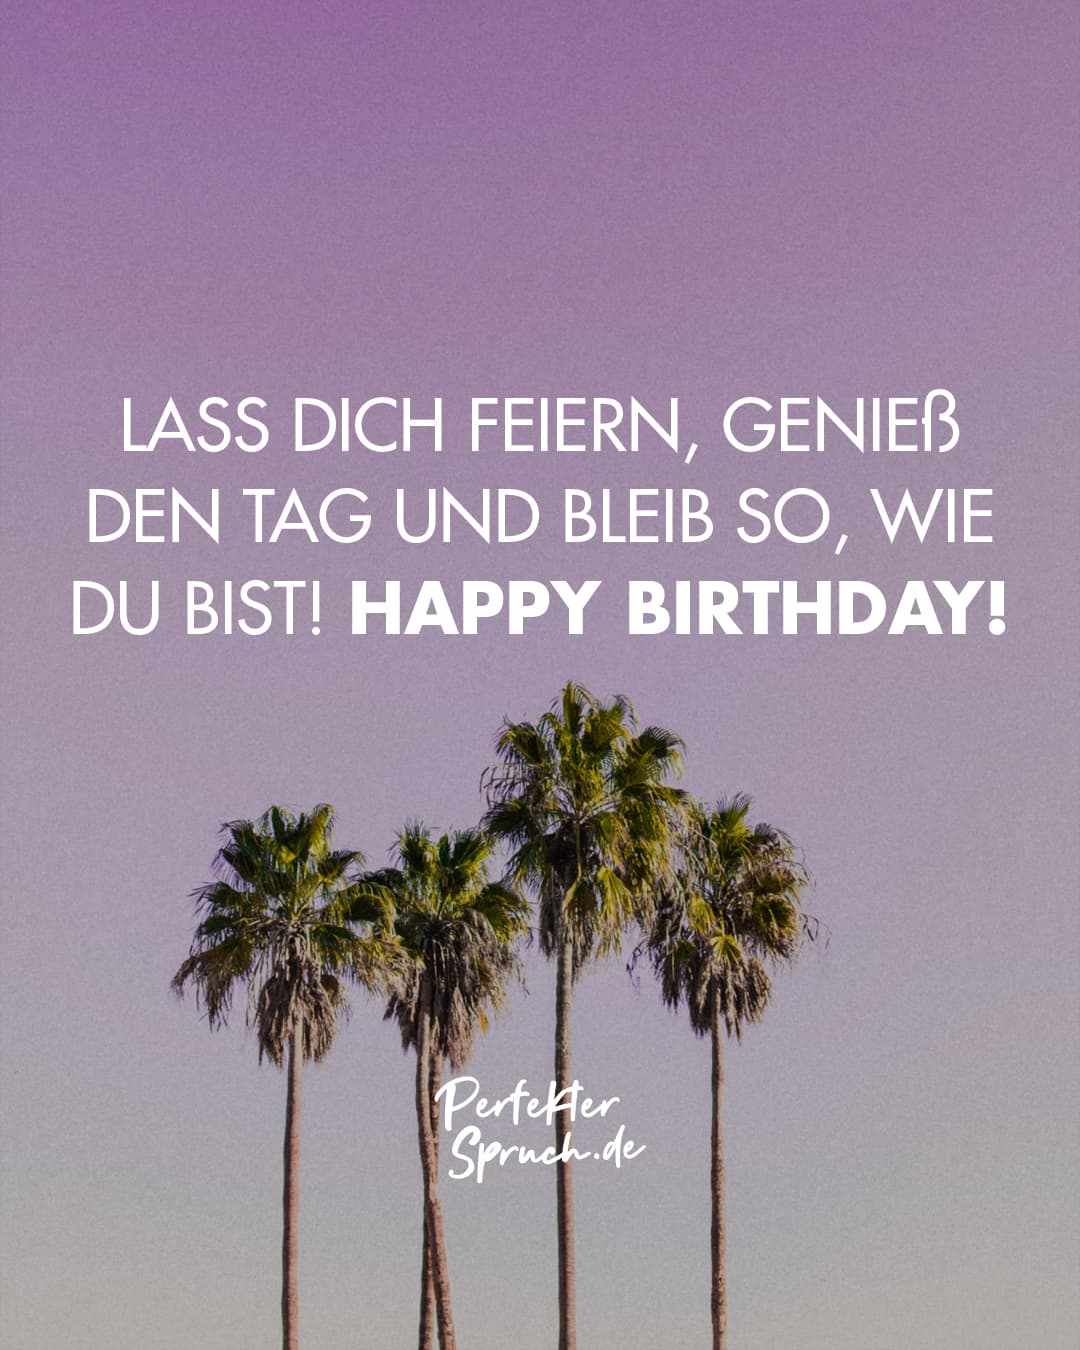 LASS DICH FEIERN, GENIEß
DEN TAG UND BLEIB SO, WIE
DU BIST! HAPPY BIRTHDAY!
Perfekter
Spruch.de